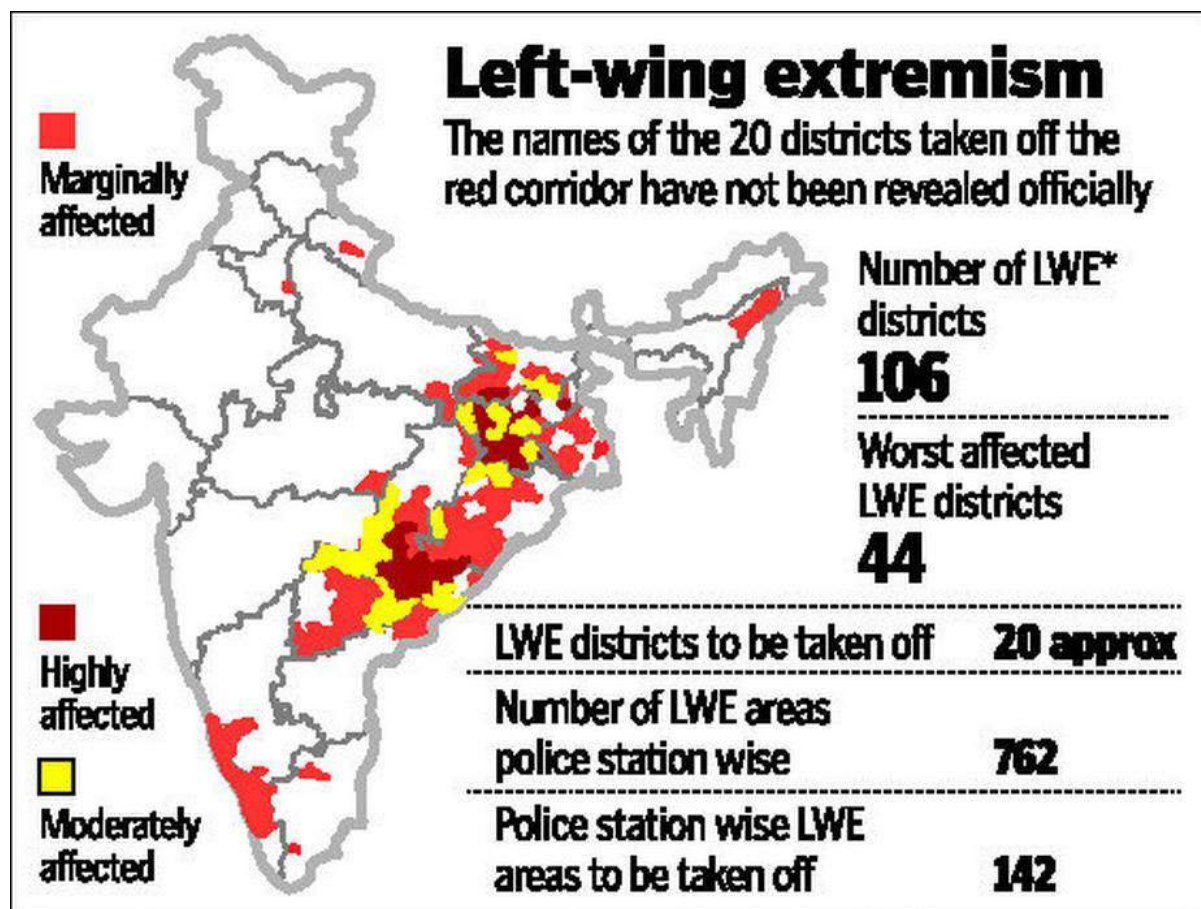 Left-wing extremism
The names of the 20 districts taken off the
red corridor have not been revealed officially
Marginally
affected
Number of LWE*
districts
106
Worst affected
LWE districts
44
Highly
affected
Moderately
affected
LWE districts to be taken off 20 approx
Number of LWE areas
police station wise 762
Police station wise LWE
areas to be taken off 142